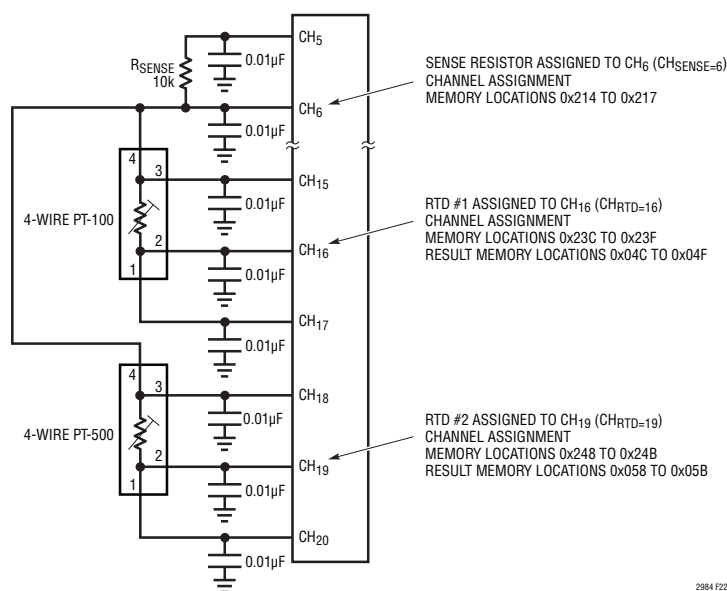 CH5
0.01µF
RSENSE
10k
SENSE RESISTOR ASSIGNED TO CH6 (CHSENSE=6)
CHANNEL ASSIGNMENT
MEMORY LOCATIONS 0x214 TO 0x217
CH6
0.01µF
4
3
CH15
0.01µF
4-WIRE PT-100
RTD #1 ASSIGNED TO CH16 (CHRTD=16)
CHANNEL ASSIGNMENT
MEMORY LOCATIONS 0x23C TO 0x23F
RESULT MEMORY LOCATIONS 0x04C TO 0x04F
2
CH16
1
0.01µF
CH17
0.01µF
4
3
CH18
0.01µF
4-WIRE PT-500
RTD #2 ASSIGNED TO CH19 (CHRTD=19)
CHANNEL ASSIGNMENT
MEMORY LOCATIONS 0x248 TO 0x24B
RESULT MEMORY LOCATIONS 0x058 TO 0x05B
2
CH19
1
0.01µF
CH20
0.01µF
2984 F22